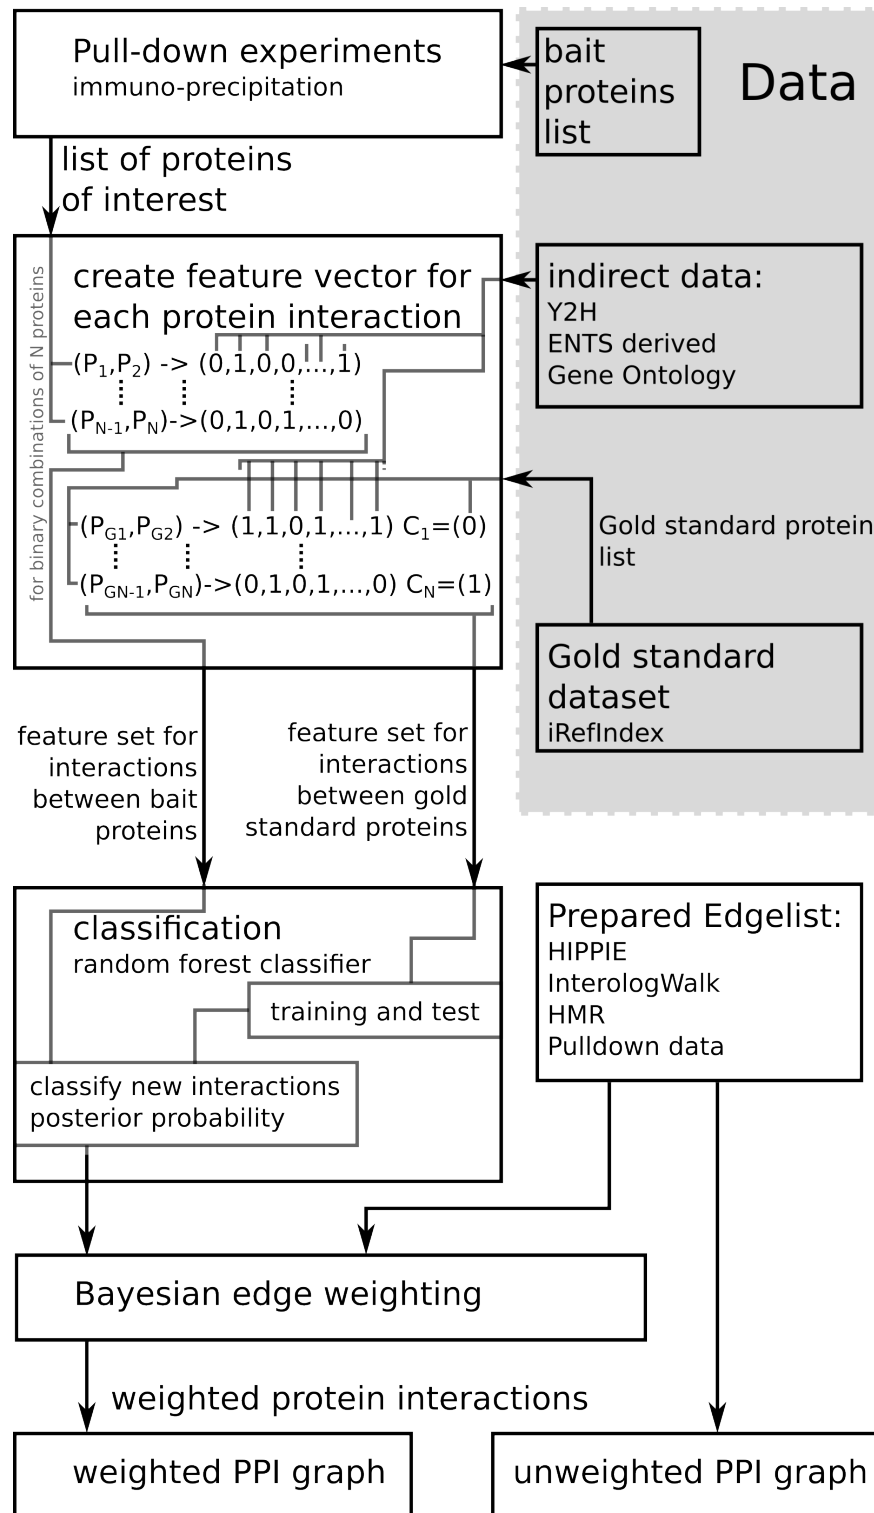 Pull-down experiments
immuno-precipitation
bait
proteins
list
Data
list of proteins
of interest
for binary combinations of N proteins
create feature vector for
each protein interaction
(P1,P2) -> (0,1,0,0,...,1)
(PN-1,PN)->(0,1,0,1,...,0)
(PG1,PG2) -> (1,1,0,1,...,1) C1=(0)
(PGN-1,PGN)->(0,1,0,1,...,0) CN=(1)
indirect data:
Y2H
ENTS derived
Gene Ontology
Gold standard protein
list
Gold standard
dataset
iRefIndex
feature set for
interactions
between bait
proteins
feature set for
interactions
between gold
standard proteins
classification
random forest classifier
training and test
classify new interactions
posterior probability
Prepared Edgelist:
HIPPIE
InterologWalk
HMR
Pulldown data
Bayesian edge weighting
weighted protein interactions
weighted PPI graph
unweighted PPI graph